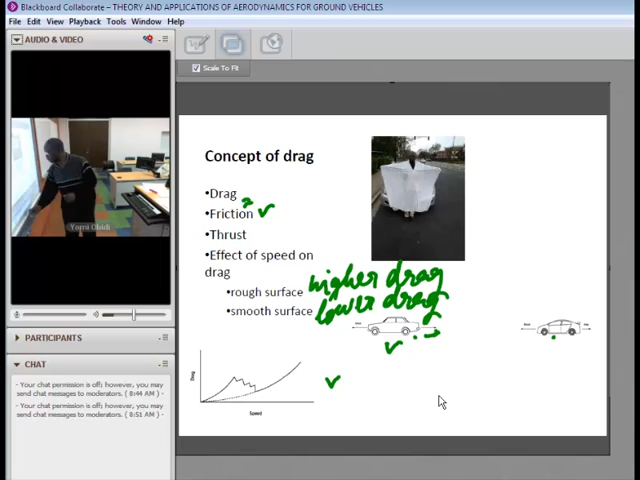 Blackboard Collaborate – THEORY AND APPLICATIONS OF AERODYNAMICS FOR GROUND VEHICLES
File Edit View Playback Tools Window Help
AUDIO & VIDEO
Scale To Fit
Yomi Obidi
PARTICIPANTS
CHAT
- Your chat permission is off; however, you may
send chat messages to moderators. ( 8:44 AM ) -
- Your chat permission is off; however, you may
send chat messages to moderators. ( 8:51 AM ) -
Concept of drag
•Drag
•Friction
•Thrust
•Effect of speed on
drag
•rough surface
•smooth surface
higher drag
lower drag
Drag
Speed